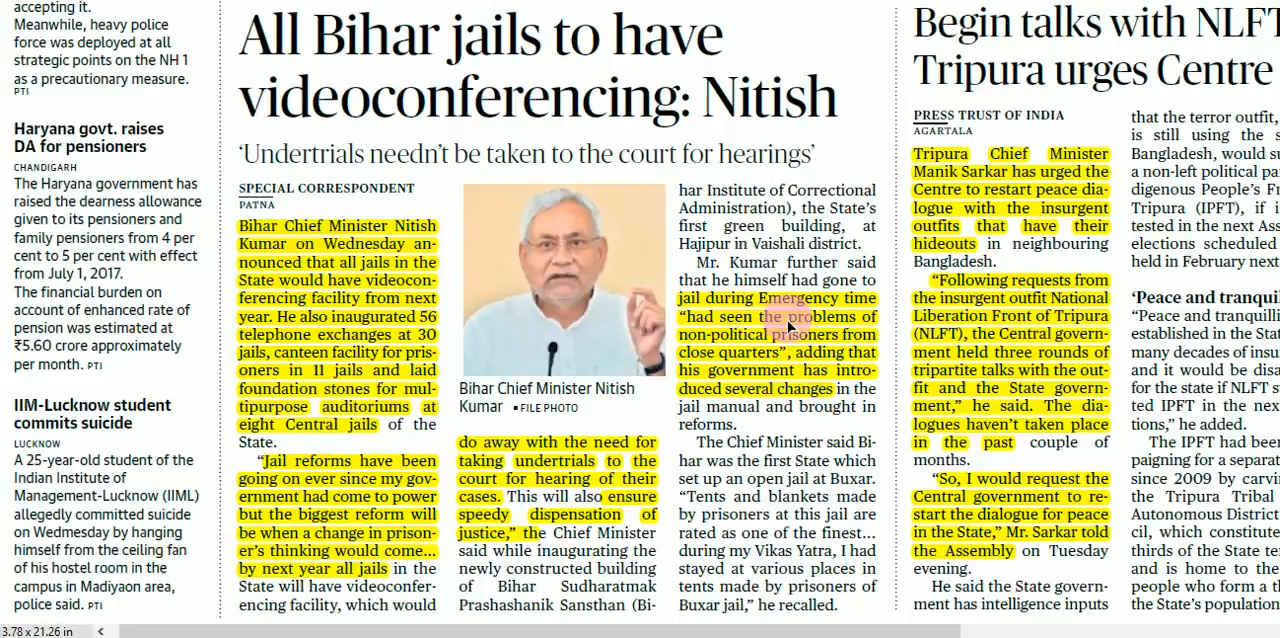 accepting it.
Meanwhile, heavy police
force was deployed at all
strategic points on the NH 1
as a precautionary measure.
PTI
Haryana govt. raises
DA for pensioners
CHANDIGARH
The Haryana government has
raised the dearness allowance
given to its pensioners and
family pensioners from 4 per
cent to 5 per cent with effect
from July 1, 2017.
The financial burden on
account of enhanced rate of
pension was estimated at
₹5.60 crore approximately
per month. PTI
IIM-Lucknow student
commits suicide
LUCKNOW
A 25-year-old student of the
Indian Institute of
Management-Lucknow (IIML)
allegedly committed suicide
on Wednesday by hanging
himself from the ceiling fan
of his hostel room in the
campus in Madiyaon area,
police said. PTI
All Bihar jails to have
videoconferencing: Nitish
‘Undertrials needn’t be taken to the court for hearings’
SPECIAL CORRESPONDENT
PATNA
Bihar Chief Minister Nitish
Kumar on Wednesday an-
nounced that all jails in the
State would have videocon-
ferencing facility from next
year. He also inaugurated 56
telephone exchanges at 30
jails, canteen facility for pris-
oners in 11 jails and laid
foundation stones for mul-
tipurpose auditoriums at
eight Central jails of the
State.
“Jail reforms have been
going on ever since my gov-
ernment had come to power
but the biggest reform will
be when a change in prison-
er’s thinking would come...
by next year all jails in the
State will have videoconfer-
encing facility, which would
Bihar Chief Minister Nitish
Kumar ▪ FILE PHOTO
do away with the need for
taking undertrials to the
court for hearing of their
cases. This will also ensure
speedy dispensation of
justice,” the Chief Minister
said while inaugurating the
newly constructed building
of Bihar Sudharatmak
Prashashanik Sansthan (Bi-
har Institute of Correctional
Administration), the State’s
first green building, at
Hajipur in Vaishali district.
Mr. Kumar further said
that he himself had gone to
jail during Emergency time
“had seen the problems of
non-political prisoners from
close quarters”, adding that
his government has intro-
duced several changes in the
jail manual and brought in
reforms.
The Chief Minister said Bi-
har was the first State which
set up an open jail at Buxar.
“Tents and blankets made
by prisoners at this jail are
rated as one of the finest...
during my Vikas Yatra, I had
stayed at various places in
tents made by prisoners of
Buxar jail,” he recalled.
Begin talks with NLFT
Tripura urges Centre
PRESS TRUST OF INDIA
AGARTALA
Tripura Chief Minister
Manik Sarkar has urged the
Centre to restart peace dia-
logue with the insurgent
outfits that have their
hideouts in neighbouring
Bangladesh.
“Following requests from
the insurgent outfit National
Liberation Front of Tripura
(NLFT), the Central govern-
ment held three rounds of
tripartite talks with the out-
fit and the State govern-
ment,” he said. The dia-
logues haven’t taken place
in the past couple of
months.
“So, I would request the
Central government to re-
start the dialogue for peace
in the State,” Mr. Sarkar told
the Assembly on Tuesday
evening.
He said the State govern-
ment has intelligence inputs
that the terror outfit,
is still using the
Bangladesh, would
a non-left political
digenous People’s
Tripura (IPFT), if
tested in the next
elections scheduled
held in February next
‘Peace and
“Peace and
established in the
many decades of
and it would be
for the state if NLFT
ted IPFT in the
tions,” he added.
The IPFT had been
paigning for a
since 2009 by
the Tripura Tribal
Autonomous District
cil, which
thirds of the State
and is home to the
people who form a
the State’s population
3.78 x 21.26 in